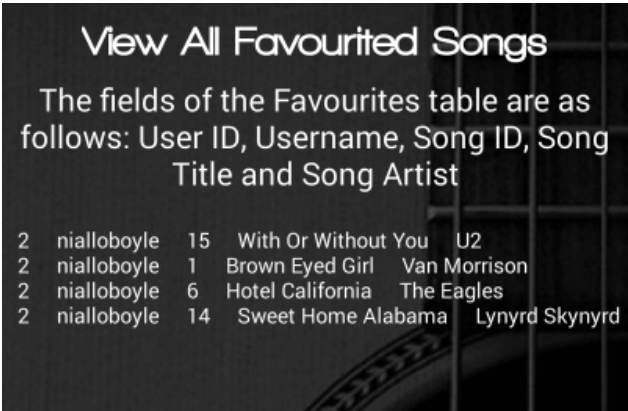 View All Favourited Songs
The fields of the Favourites table are as
follows: User ID, Username, Song ID, Song
Title and Song Artist
2 nialloboyle 15 With Or Without You U2
2 nialloboyle 1 Brown Eyed Girl Van Morrison
2 nialloboyle 6 Hotel California The Eagles
2 nialloboyle 14 Sweet Home Alabama Lynyrd Skynyrd